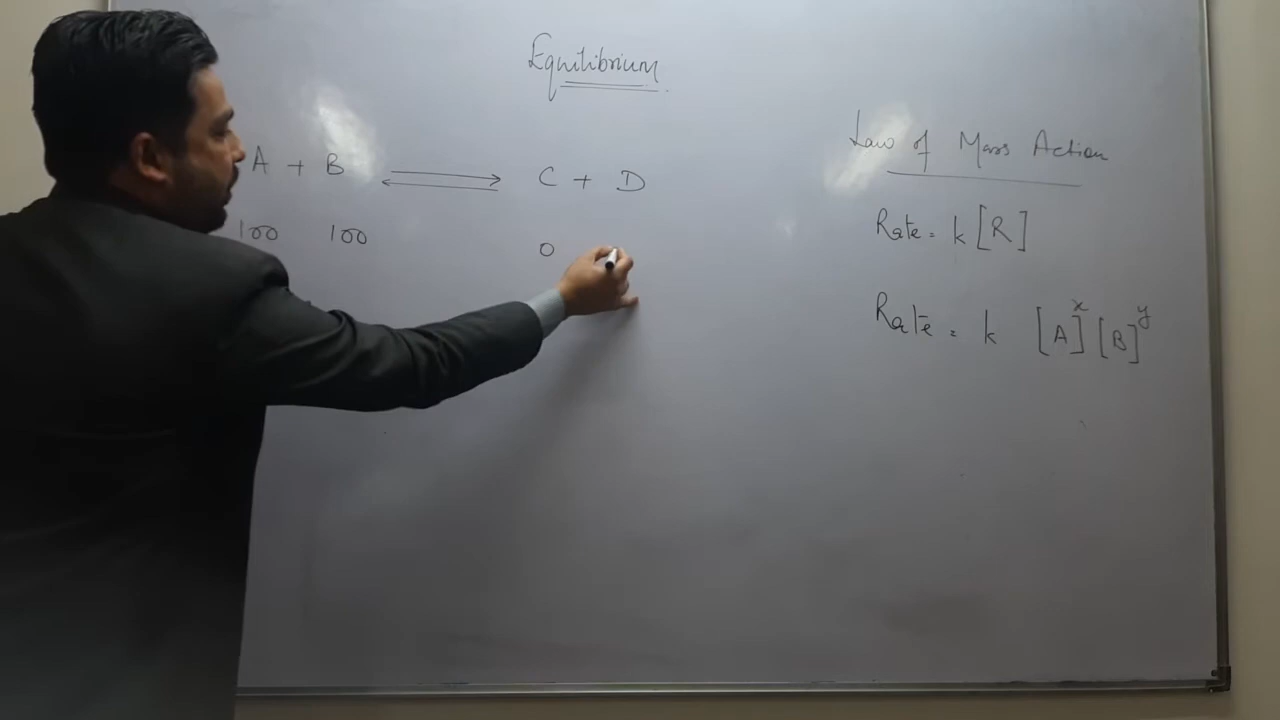 Equilibrium
A + B ⇌ C + D
100 100 0
Law of Mass Action
Rate = k [R]
Rate = k [A]^x [B]^y